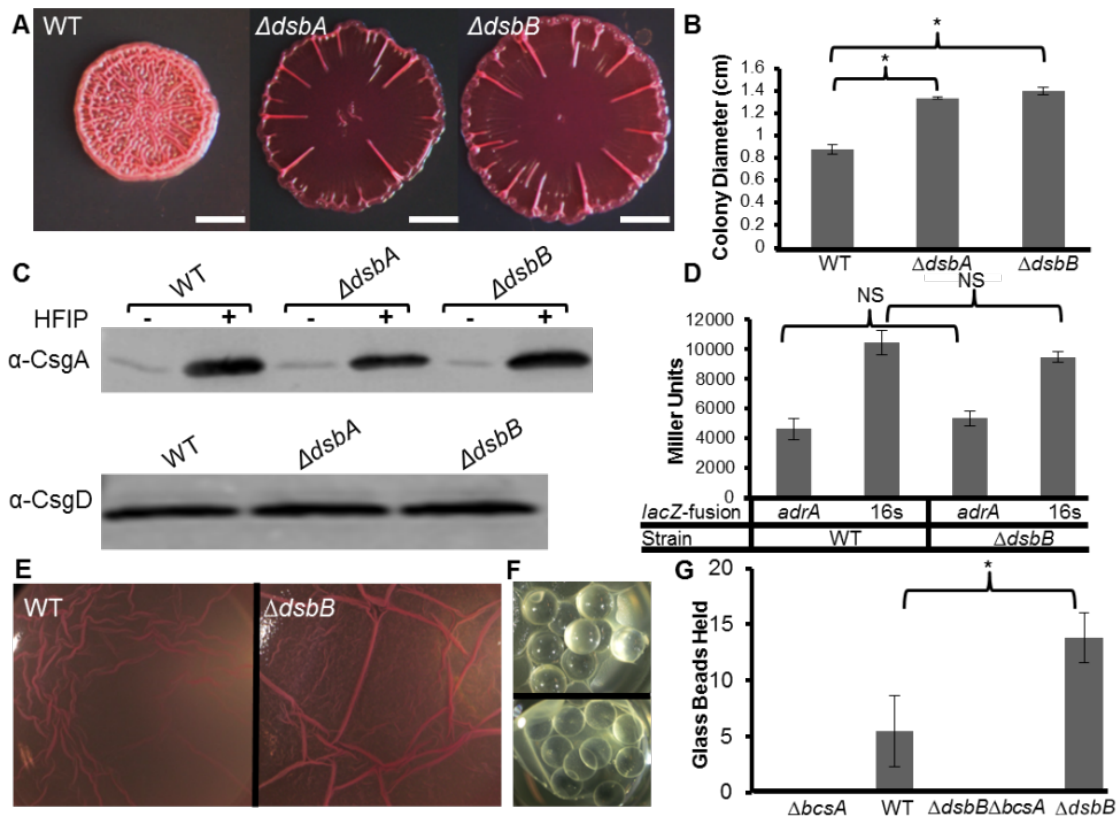 A
WT
ΔdsbA
ΔdsbB
B
*
*
Colony Diameter (cm)
1.6
1.4
1.2
1
0.8
0.6
0.4
0.2
0
WT
ΔdsbA
ΔdsbB
C
WT
ΔdsbA
ΔdsbB
HFIP
- + - + - +
α-CsgA
WT
ΔdsbA
ΔdsbB
α-CsgD
D
NS
NS
Miller Units
12000
10000
8000
6000
4000
2000
0
lacZ-fusion adrA 16s adrA 16s
Strain WT ΔdsbB
E
WT
ΔdsbB
F
G
*
Glass Beads Held
20
15
10
5
0
ΔbcsA WT ΔdsbBΔbcsA ΔdsbB